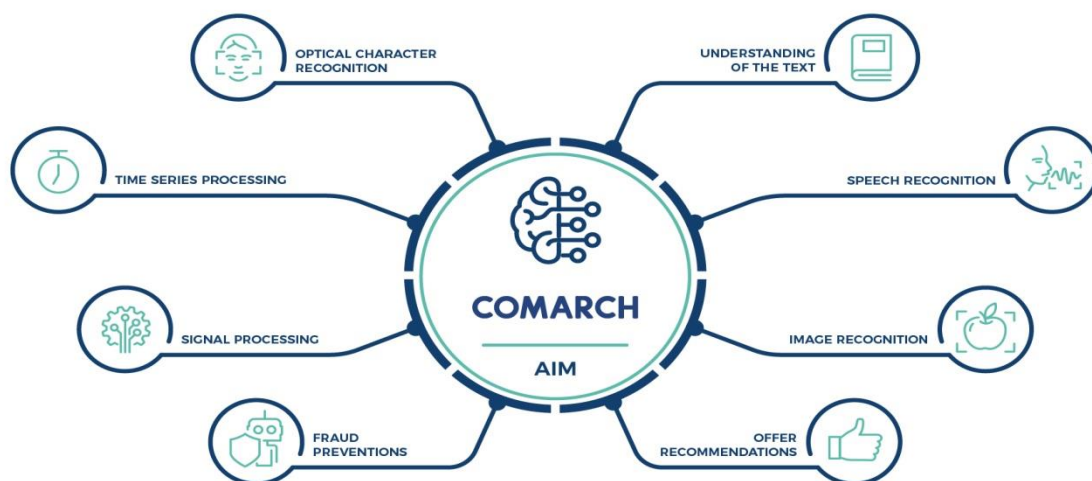 OPTICAL CHARACTER
RECOGNITION
UNDERSTANDING
OF THE TEXT
TIME SERIES PROCESSING
SPEECH RECOGNITION
COMARCH
AIM
SIGNAL PROCESSING
IMAGE RECOGNITION
FRAUD
PREVENTIONS
OFFER
RECOMMENDATIONS